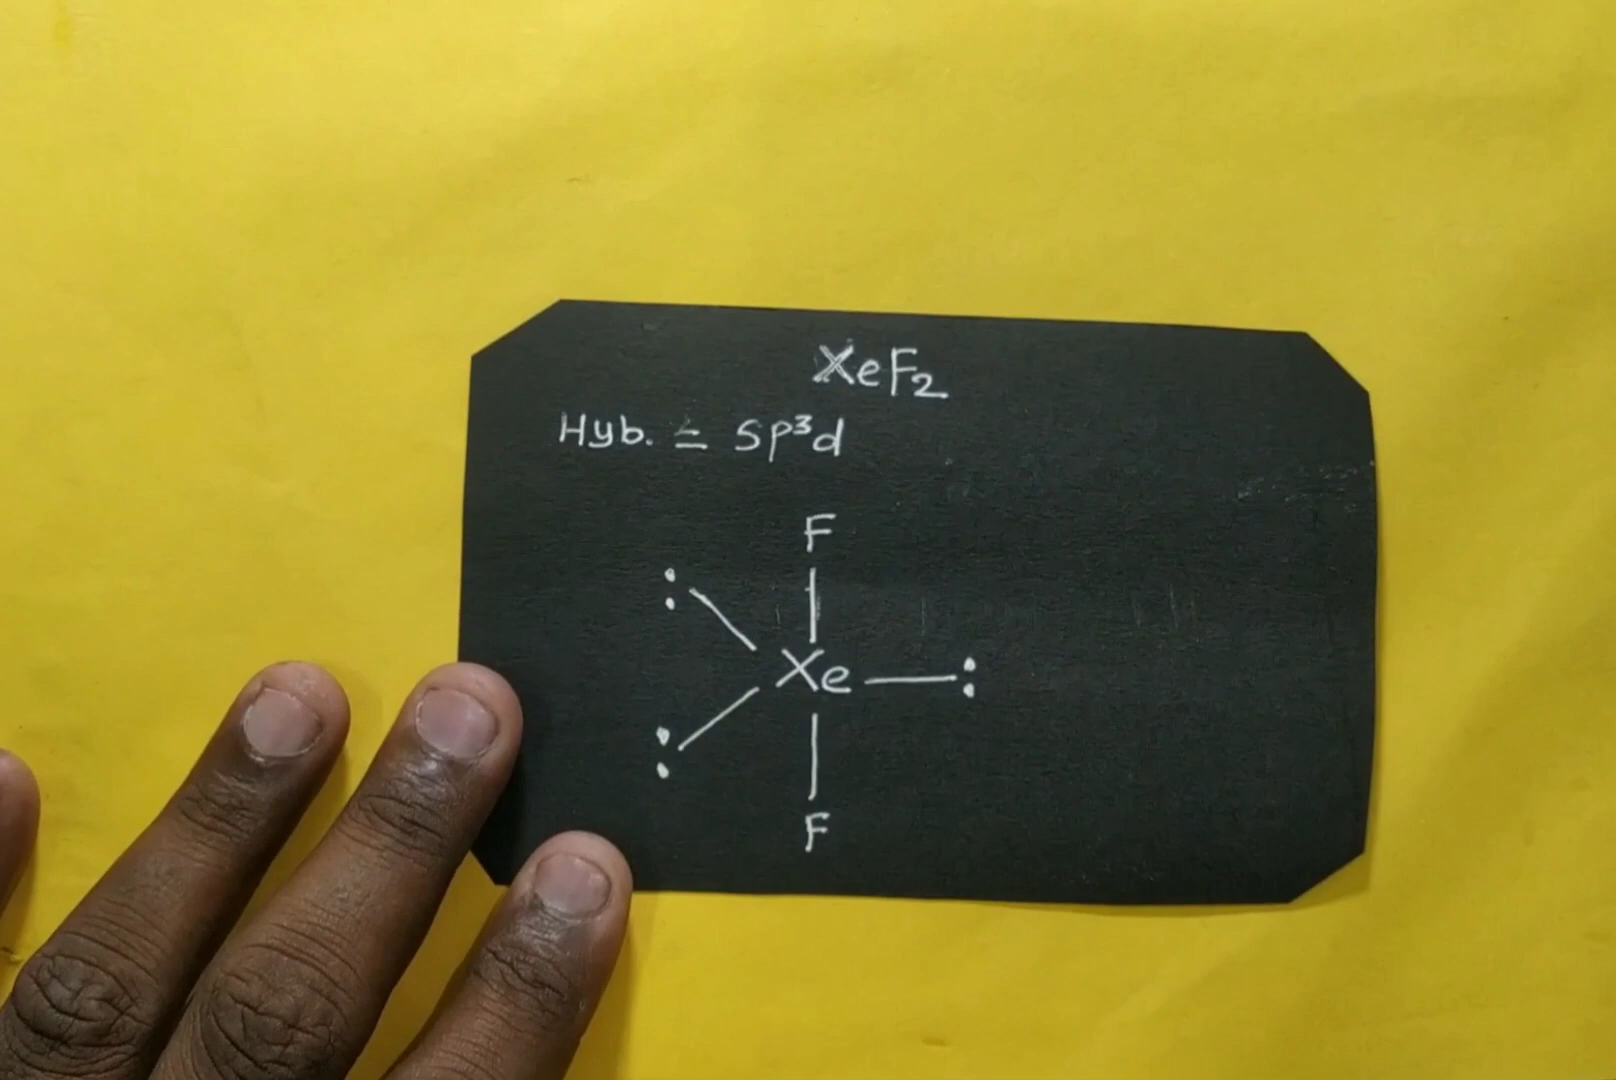 XeF₂
Hyb. = sp³d
F
:
Xe :
:
F